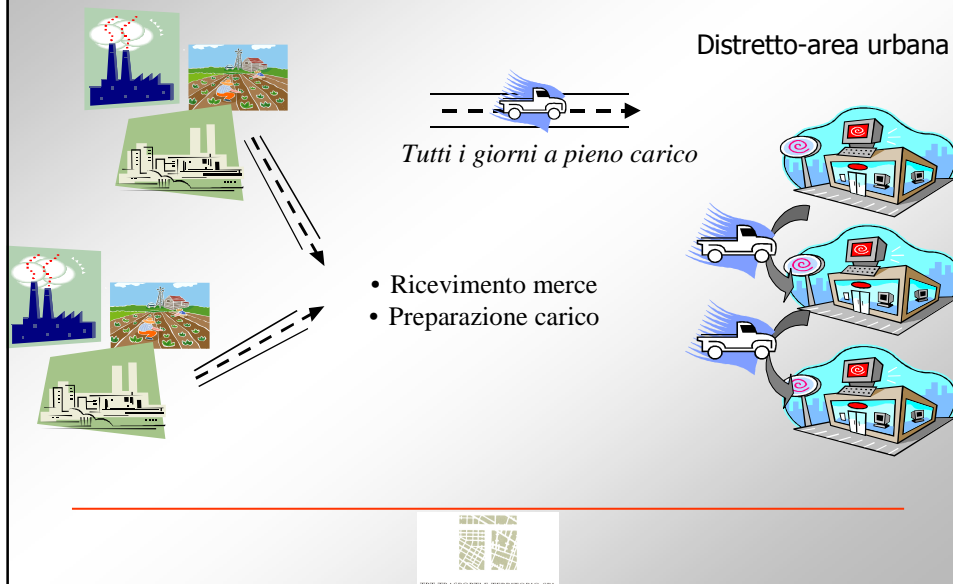 Distretto-area urbana
Tutti i giorni a pieno carico
• Ricevimento merce
• Preparazione carico